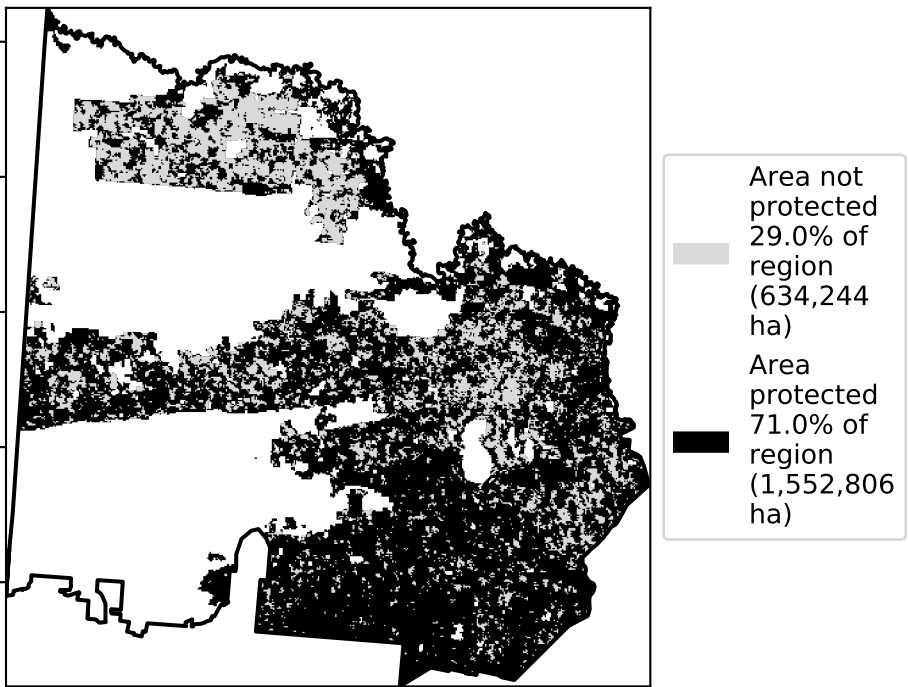 Area not
protected
29.0% of
region
(634,244
ha)
Area
protected
71.0% of
region
(1,552,806
ha)